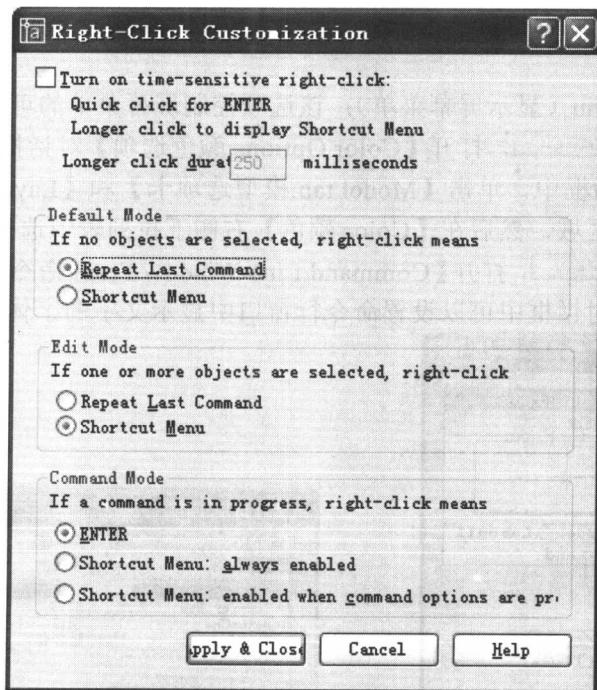 Right-Click Customization
Turn on time-sensitive right-click:
Quick click for ENTER
Longer click to display Shortcut Menu
Longer click durat 250 milliseconds
Default Mode
If no objects are selected, right-click means
Repeat Last Command
Shortcut Menu
Edit Mode
If one or more objects are selected, right-click
Repeat Last Command
Shortcut Menu
Command Mode
If a command is in progress, right-click means
ENTER
Shortcut Menu: always enabled
Shortcut Menu: enabled when command options are pr
pply & Close
Cancel
Help